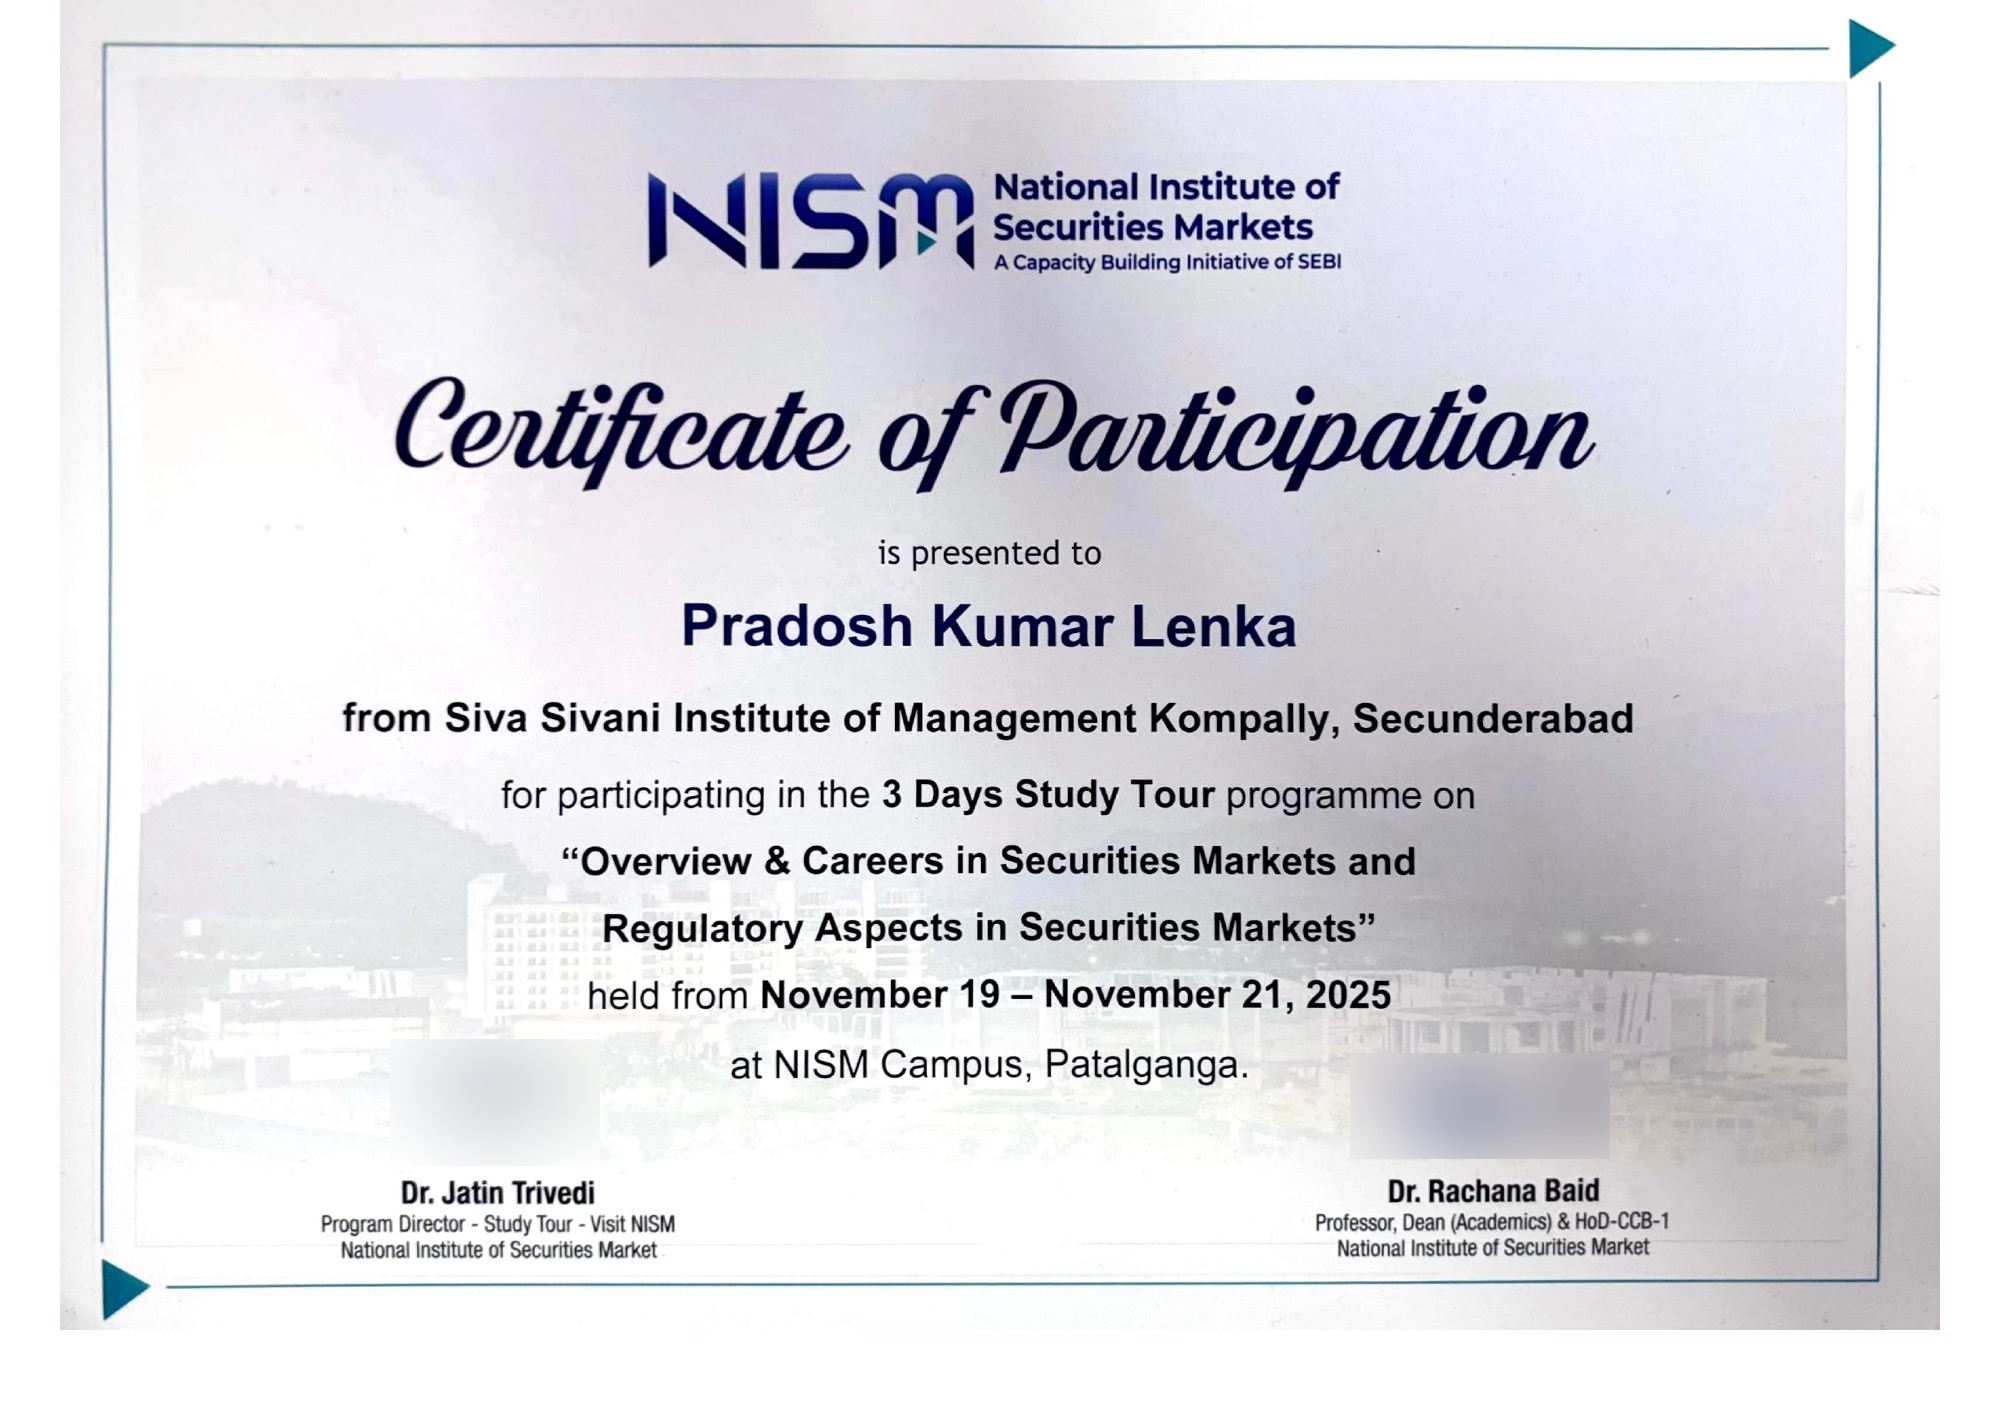 NISM
National Institute of
Securities Markets
A Capacity Building Initiative of SEBI
Certificate of Participation
is presented to
Pradosh Kumar Lenka
from Siva Sivani Institute of Management Kompally, Secunderabad
for participating in the 3 Days Study Tour programme on
“Overview & Careers in Securities Markets and
Regulatory Aspects in Securities Markets”
held from November 19 – November 21, 2025
at NISM Campus, Patalganga.
Dr. Jatin Trivedi
Program Director - Study Tour - Visit NISM
National Institute of Securities Market
Dr. Rachana Baid
Professor, Dean (Academics) & HoD-CCB-1
National Institute of Securities Market